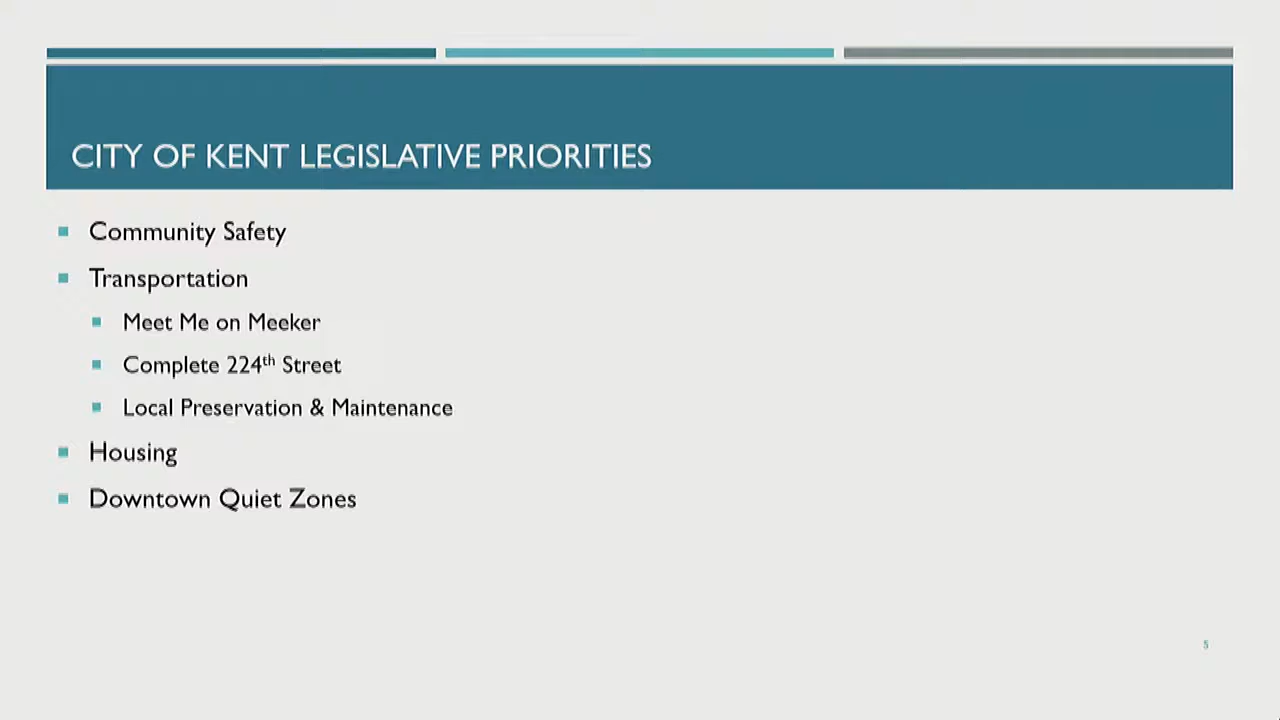 CITY OF KENT LEGISLATIVE PRIORITIES
Community Safety
Transportation
Meet Me on Meeker
Complete 224th Street
Local Preservation & Maintenance
Housing
Downtown Quiet Zones
5